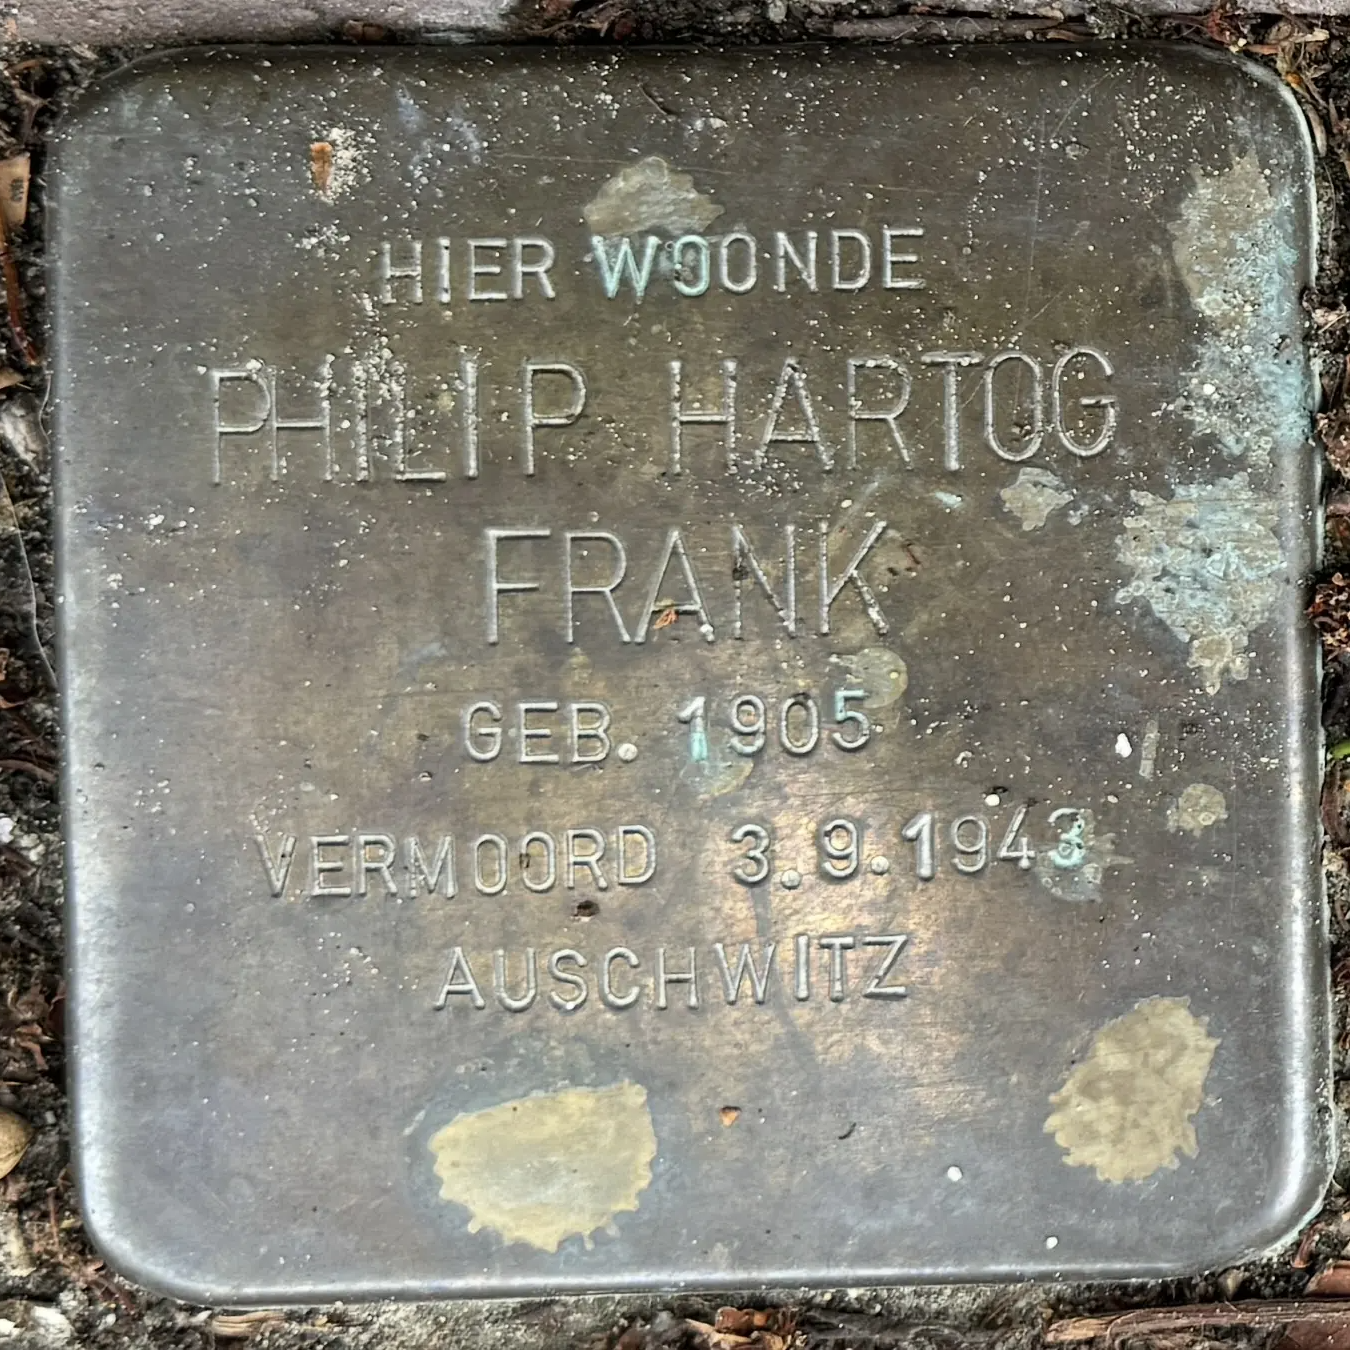 HIER WOONDE
PHILIP HARTOG
FRANK
GEB. 1905
VERMOORD 3.9.1943
AUSCHWITZ